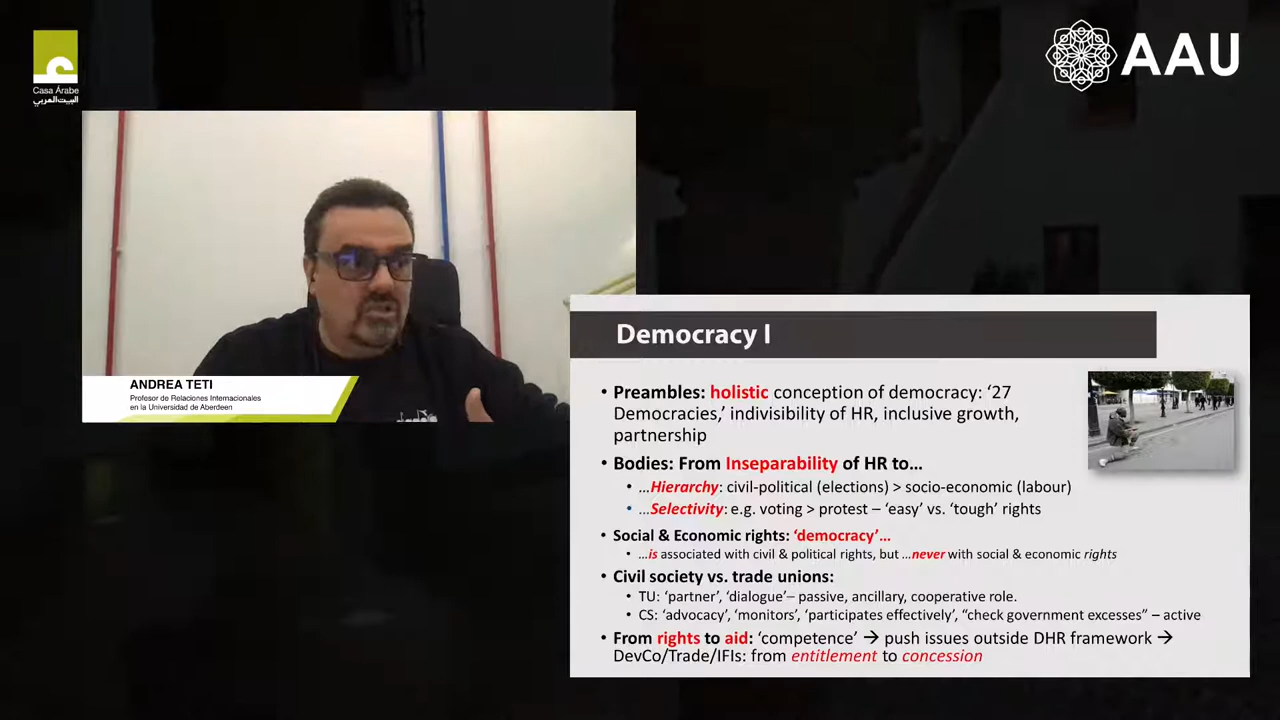 Casa Árabe
البيت العربي
AAU
ANDREA TETI
Profesor de Relaciones Internacionales
en la Universidad de Aberdeen
Democracy I
• Preambles: holistic conception of democracy: ‘27
Democracies,’ indivisibility of HR, inclusive growth,
partnership
• Bodies: From Inseparability of HR to…
• …Hierarchy: civil-political (elections) > socio-economic (labour)
• …Selectivity: e.g. voting > protest – ‘easy’ vs. ‘tough’ rights
• Social & Economic rights: ‘democracy’…
• …is associated with civil & political rights, but …never with social & economic rights
• Civil society vs. trade unions:
• TU: ‘partner’, ‘dialogue’– passive, ancillary, cooperative role.
• CS: ‘advocacy’, ‘monitors’, ‘participates effectively’, “check government excesses” – active
• From rights to aid: ‘competence’ → push issues outside DHR framework →
DevCo/Trade/IFIs: from entitlement to concession